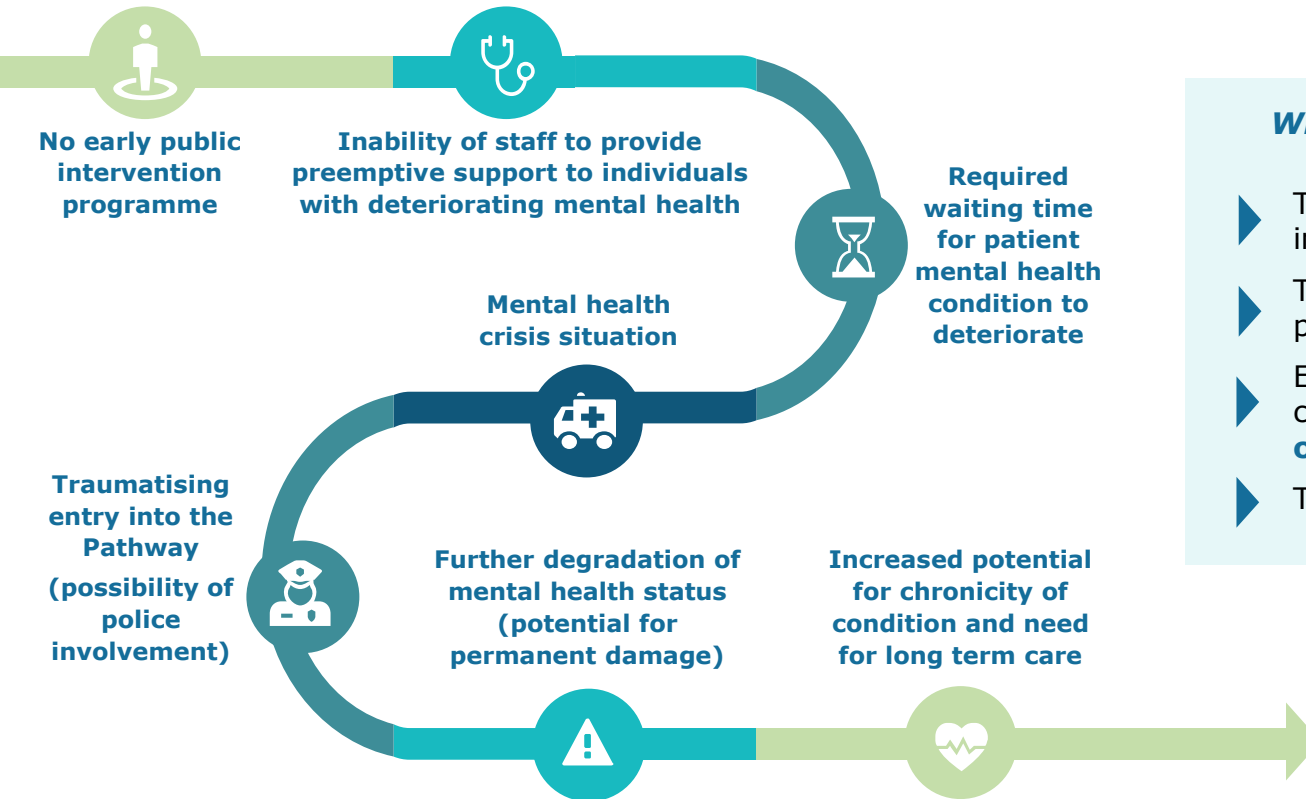 No early public
intervention
programme
Inability of staff to provide
preemptive support to individuals
with deteriorating mental health
Required
waiting time
for patient
mental health
condition to
deteriorate
Mental health
crisis situation
Traumatising
entry into the
Pathway
(possibility of
police
involvement)
Further degradation of
mental health status
(potential for
permanent damage)
Increased potential
for chronicity of
condition and need
for long term care